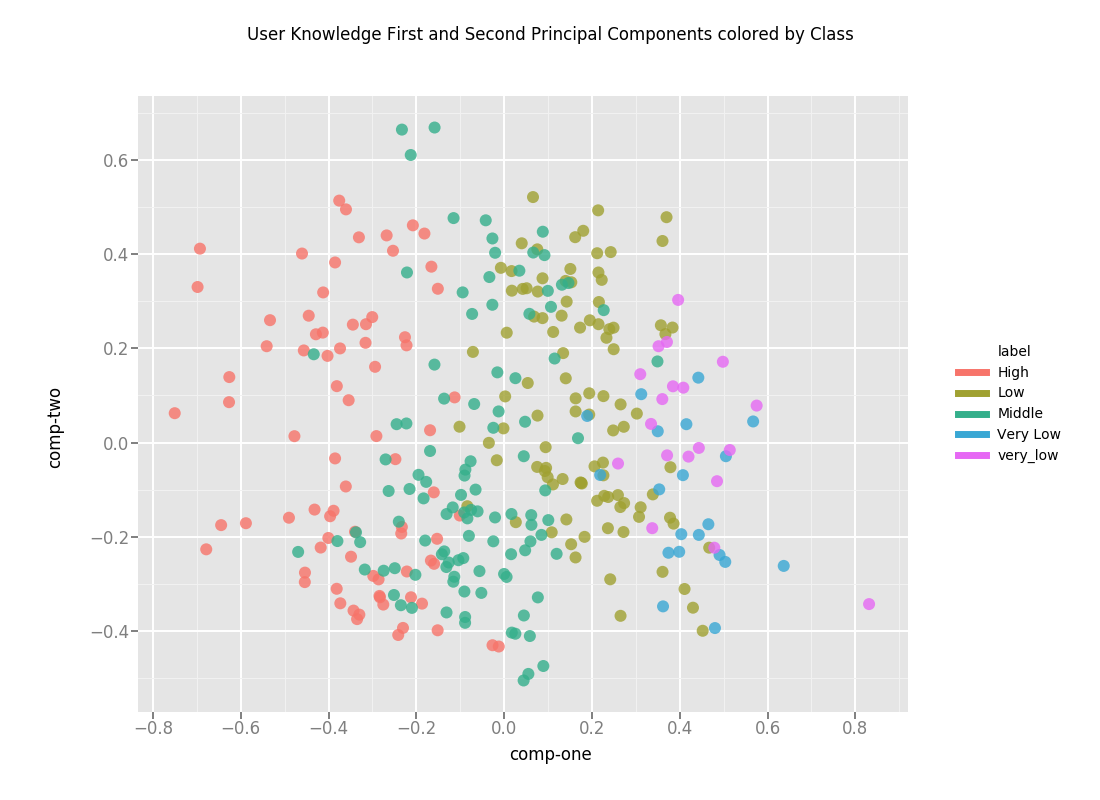 User Knowledge First and Second Principal Components colored by Class
0.6
0.4
0.2
0.0
−0.2
−0.4
comp-two
−0.8 −0.6 −0.4 −0.2 0.0 0.2 0.4 0.6 0.8
comp-one
label
High
Low
Middle
Very Low
very_low